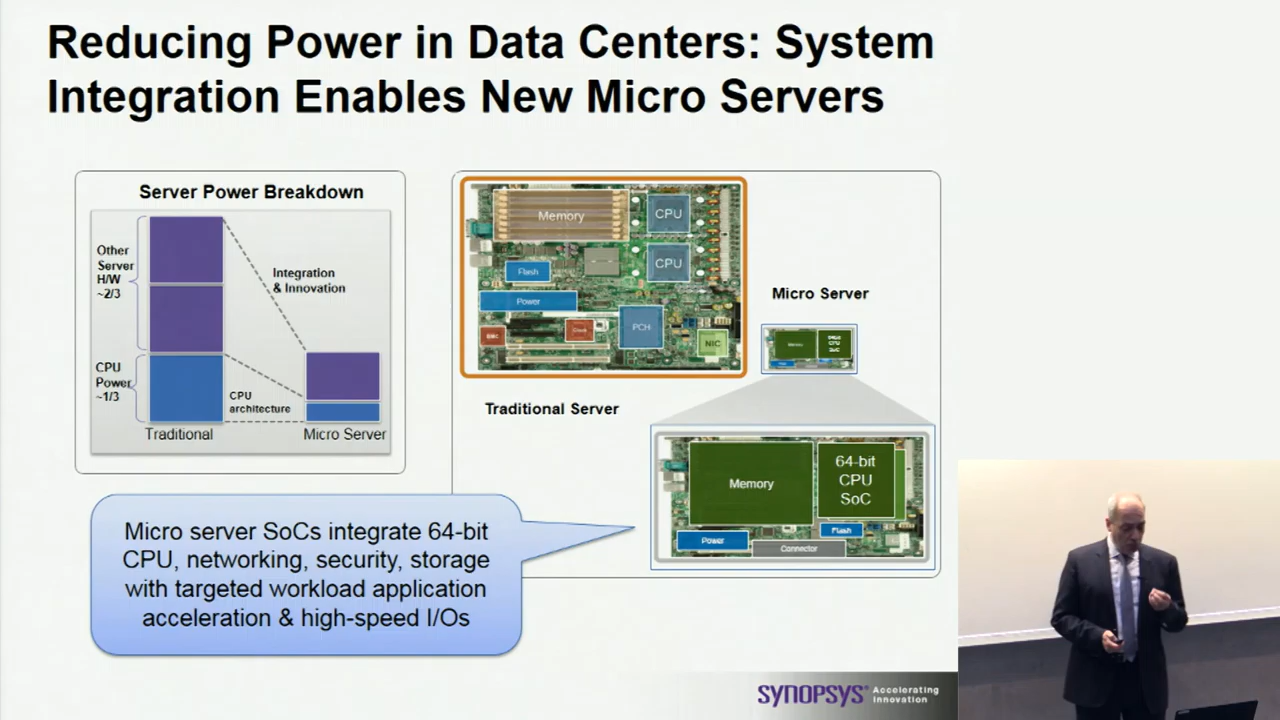 Reducing Power in Data Centers: System
Integration Enables New Micro Servers
Server Power Breakdown
Other
Server
H/W
~2/3
Integration
& Innovation
CPU
Power
~1/3
CPU
architecture
Traditional
Micro Server
Memory
CPU
CPU
Flash
Power
PCH
NIC
Traditional Server
Micro Server
Memory
Memory
64-bit
CPU
SoC
Power
Flash
Connector
Micro server SoCs integrate 64-bit
CPU, networking, security, storage
with targeted workload application
acceleration & high-speed I/Os
SYNOPSYS®
Accelerating
Innovation